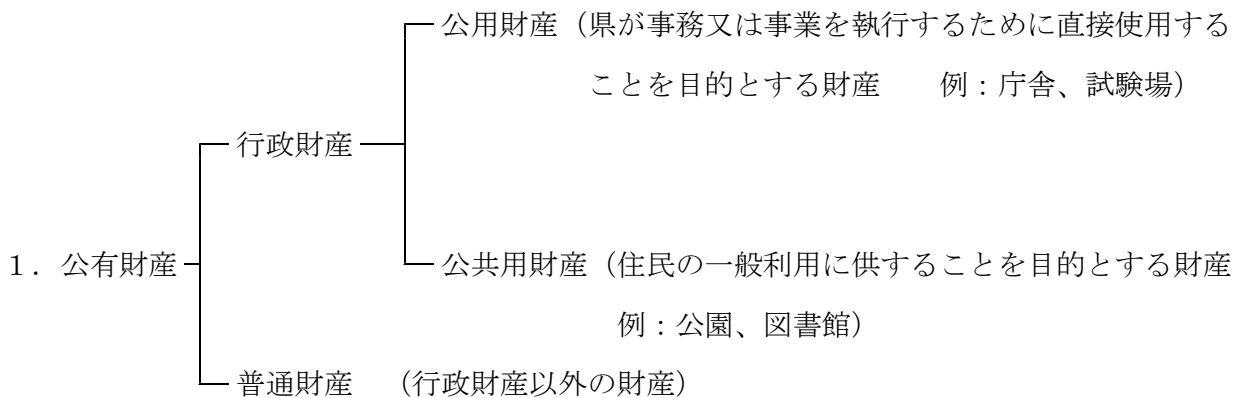 公用財産（県が事務又は事業を執行するために直接使用する
ことを目的とする財産　例：庁舎、試験場）
行政財産
１．公有財産
公共用財産（住民の一般利用に供することを目的とする財産
例：公園、図書館）
普通財産　（行政財産以外の財産）